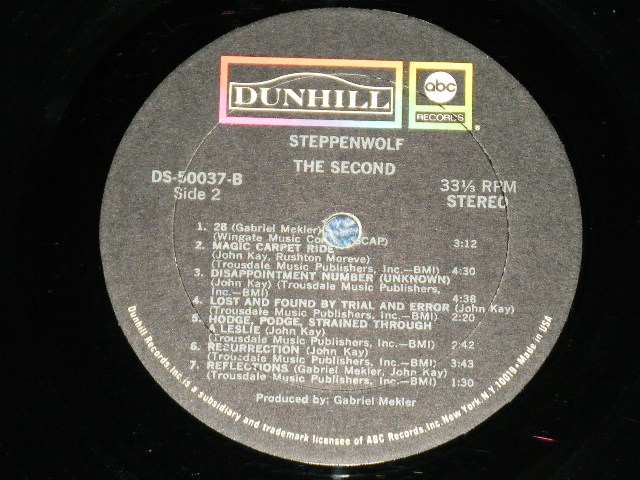 DUNHILL
abc
RECORDS
STEPPENWOLF
THE SECOND
DS-50037-B
Side 2
33⅓ RPM
STEREO
1. 28 (Gabriel Mekler)
(Wingate Music ASCAP) 3:12
2. MAGIC CARPET RIDE
(John Kay, Rushton Moreve)
(Trousdale Music Publishers, Inc.—BMI) 4:30
3. DISAPPOINTMENT NUMBER (UNKNOWN)
(John Kay) (Trousdale Music Publishers,
Inc.—BMI) 4:38
4. LOST AND FOUND BY TRIAL AND ERROR (John Kay)
(Trousdale Music Publishers, Inc.—BMI) 2:20
5. HODGE, PODGE, STRAINED THROUGH
A LESLIE (John Kay)
(Trousdale Music Publishers, Inc.—BMI) 2:42
6. RESURRECTION (John Kay)
(Trousdale Music Publishers, Inc.—BMI) 3:43
7. REFLECTIONS (Gabriel Mekler, John Kay)
(Trousdale Music Publishers, Inc.—BMI) 1:30
Produced by: Gabriel Mekler
Dunhill Records, Inc. is a subsidiary and trademark licensee of ABC Records, Inc. New York, N.Y. 10019 • Made in USA